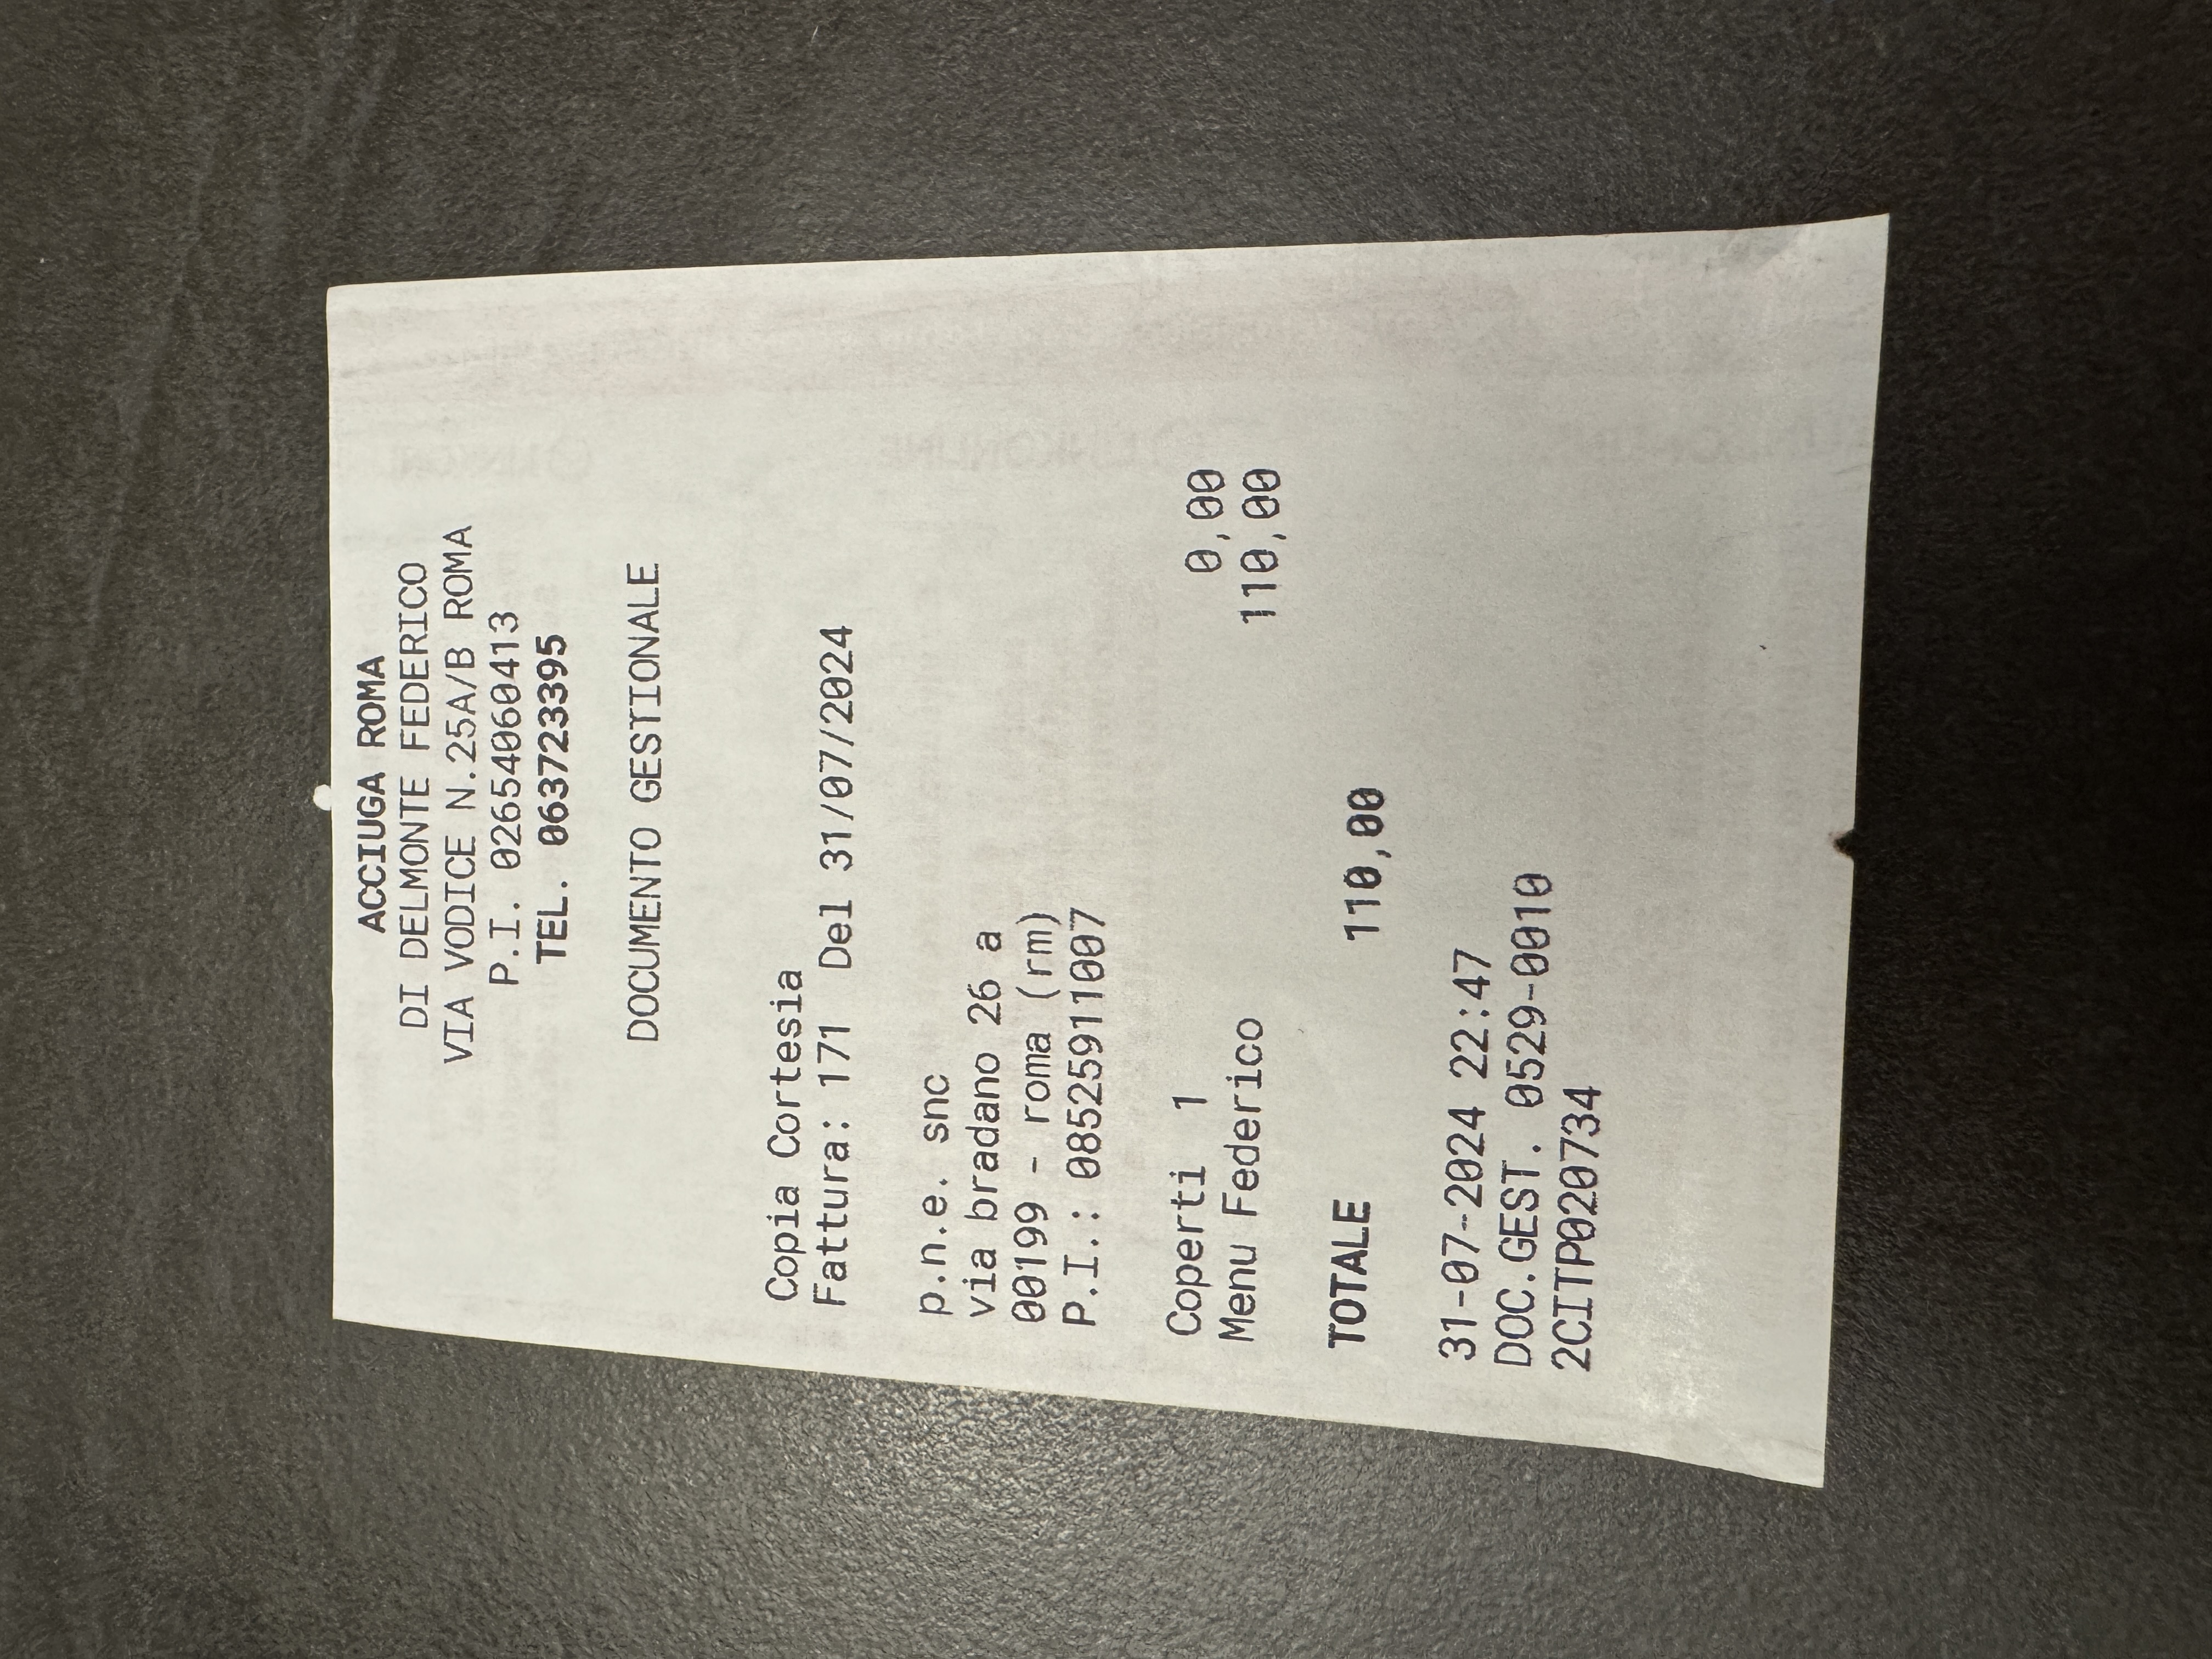 ACCIUGA ROMA
DI DELMONTE FEDERICO
VIA VODICE N.25A/B ROMA
P.I. 02654060413
TEL. 063723395
DOCUMENTO GESTIONALE
Copia Cortesia
Fattura: 171 Del 31/07/2024
p.n.e. snc
via bradano 26 a
00199 - roma (rm)
P.I.: 08525911007
Coperti 1 0,00
Menu Federico 110,00
TOTALE 110,00
31-07-2024 22:47
DOC.GEST. 0529-0010
2CITP020734